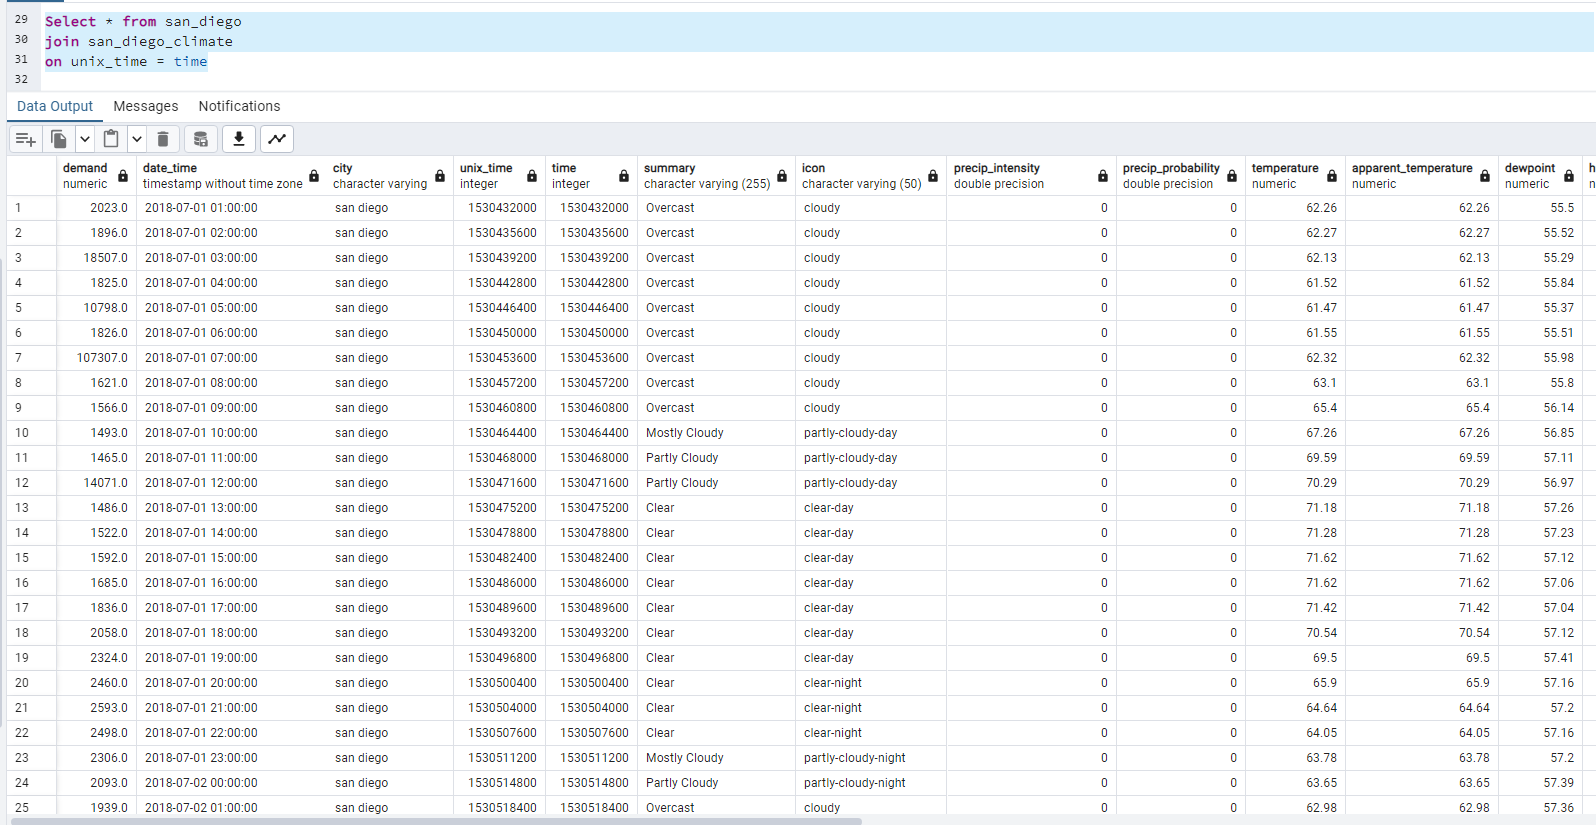 29 Select * from san_diego
30 join san_diego_climate
31 on unix_time = time
32
Data Output Messages Notifications
demand date_time city unix_time time summary icon precip_intensity precip_probability temperature apparent_temperature dewpoint h
numeric timestamp without time zone character varying integer integer character varying (255) character varying (50) double precision double precision numeric numeric numeric n
1 2023.0 2018-07-01 01:00:00 san diego 1530432000 1530432000 Overcast cloudy 0 0 62.26 62.26 55.5
2 1896.0 2018-07-01 02:00:00 san diego 1530435600 1530435600 Overcast cloudy 0 0 62.27 62.27 55.52
3 18507.0 2018-07-01 03:00:00 san diego 1530439200 1530439200 Overcast cloudy 0 0 62.13 62.13 55.29
4 1825.0 2018-07-01 04:00:00 san diego 1530442800 1530442800 Overcast cloudy 0 0 61.52 61.52 55.84
5 10798.0 2018-07-01 05:00:00 san diego 1530446400 1530446400 Overcast cloudy 0 0 61.47 61.47 55.37
6 1826.0 2018-07-01 06:00:00 san diego 1530450000 1530450000 Overcast cloudy 0 0 61.55 61.55 55.51
7 107307.0 2018-07-01 07:00:00 san diego 1530453600 1530453600 Overcast cloudy 0 0 62.32 62.32 55.98
8 1621.0 2018-07-01 08:00:00 san diego 1530457200 1530457200 Overcast cloudy 0 0 63.1 63.1 55.8
9 1566.0 2018-07-01 09:00:00 san diego 1530460800 1530460800 Overcast cloudy 0 0 65.4 65.4 56.14
10 1493.0 2018-07-01 10:00:00 san diego 1530464400 1530464400 Mostly Cloudy partly-cloudy-day 0 0 67.26 67.26 56.85
11 1465.0 2018-07-01 11:00:00 san diego 1530468000 1530468000 Partly Cloudy partly-cloudy-day 0 0 69.59 69.59 57.11
12 14071.0 2018-07-01 12:00:00 san diego 1530471600 1530471600 Partly Cloudy partly-cloudy-day 0 0 70.29 70.29 56.97
13 1486.0 2018-07-01 13:00:00 san diego 1530475200 1530475200 Clear clear-day 0 0 71.18 71.18 57.26
14 1522.0 2018-07-01 14:00:00 san diego 1530478800 1530478800 Clear clear-day 0 0 71.28 71.28 57.23
15 1592.0 2018-07-01 15:00:00 san diego 1530482400 1530482400 Clear clear-day 0 0 71.62 71.62 57.12
16 1685.0 2018-07-01 16:00:00 san diego 1530486000 1530486000 Clear clear-day 0 0 71.62 71.62 57.06
17 1836.0 2018-07-01 17:00:00 san diego 1530489600 1530489600 Clear clear-day 0 0 71.42 71.42 57.04
18 2058.0 2018-07-01 18:00:00 san diego 1530493200 1530493200 Clear clear-day 0 0 70.54 70.54 57.12
19 2324.0 2018-07-01 19:00:00 san diego 1530496800 1530496800 Clear clear-day 0 0 69.5 69.5 57.41
20 2460.0 2018-07-01 20:00:00 san diego 1530500400 1530500400 Clear clear-night 0 0 65.9 65.9 57.16
21 2593.0 2018-07-01 21:00:00 san diego 1530504000 1530504000 Clear clear-night 0 0 64.64 64.64 57.2
22 2498.0 2018-07-01 22:00:00 san diego 1530507600 1530507600 Clear clear-night 0 0 64.05 64.05 57.16
23 2306.0 2018-07-01 23:00:00 san diego 1530511200 1530511200 Mostly Cloudy partly-cloudy-night 0 0 63.78 63.78 57.2
24 2093.0 2018-07-02 00:00:00 san diego 1530514800 1530514800 Partly Cloudy partly-cloudy-night 0 0 63.65 63.65 57.39
25 1939.0 2018-07-02 01:00:00 san diego 1530518400 1530518400 Overcast cloudy 0 0 62.98 62.98 57.36